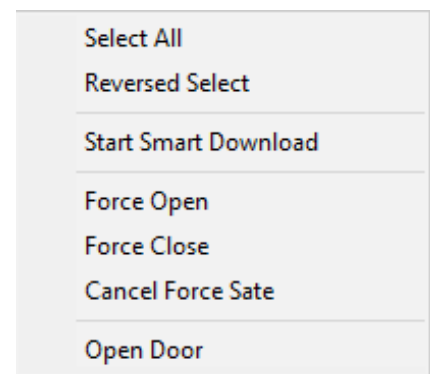 Select All
Reversed Select
Start Smart Download
Force Open
Force Close
Cancel Force Sate
Open Door